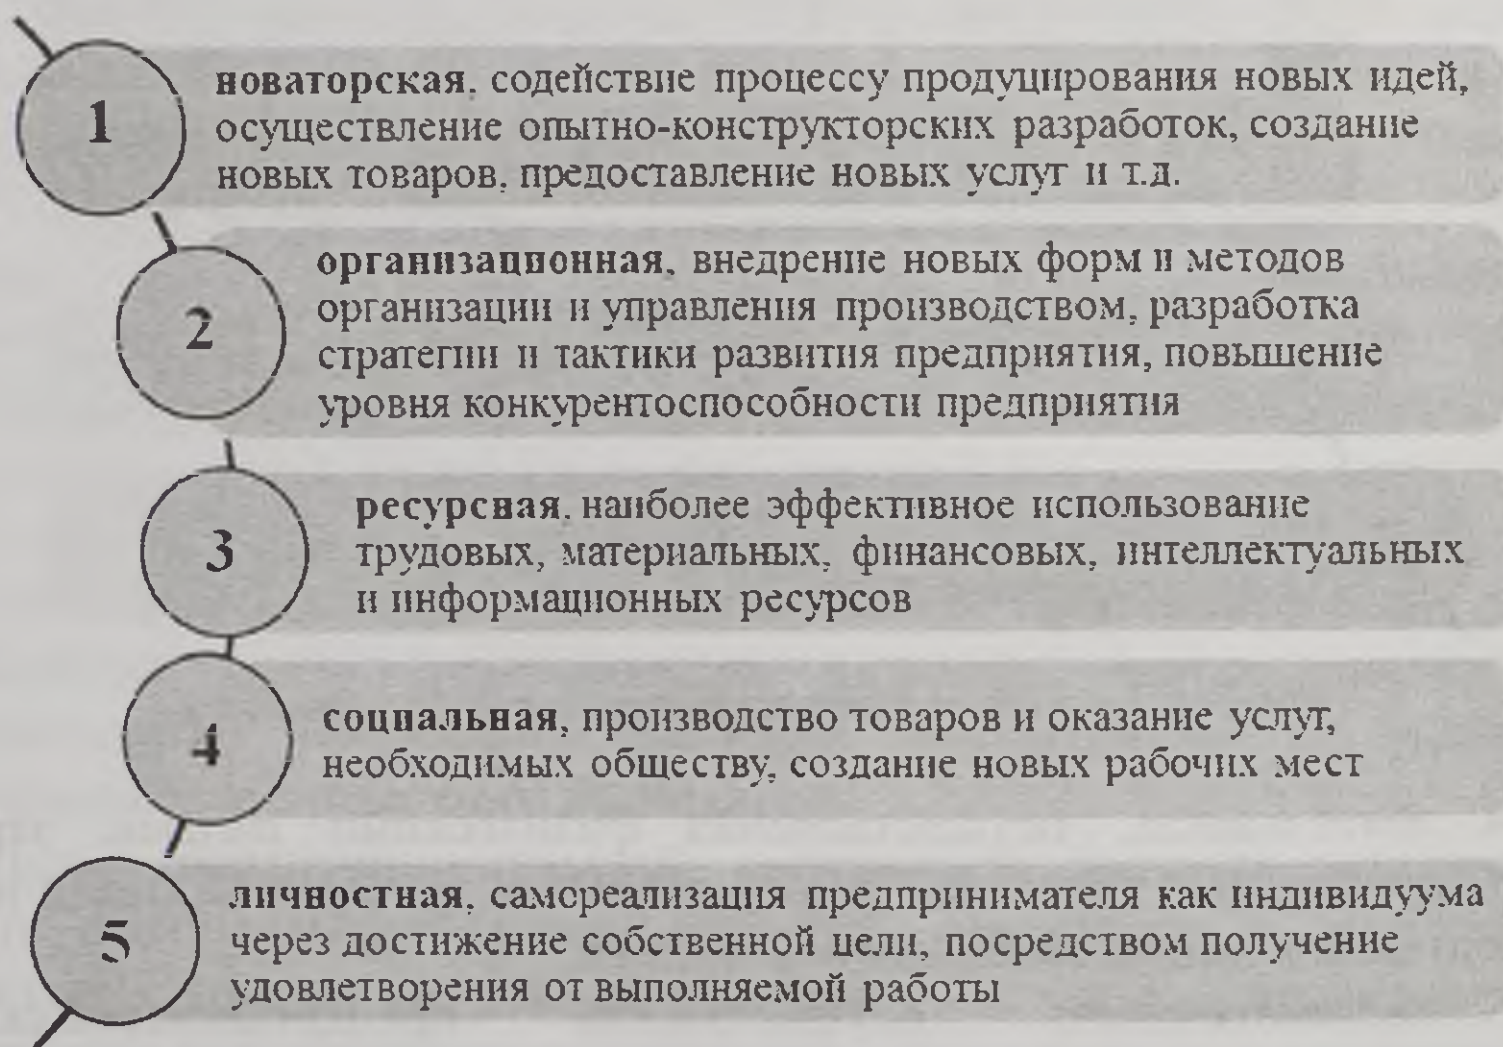 1
новаторская, содействие процессу продуцирования новых идей,
осуществление опытно-конструкторских разработок, создание
новых товаров, предоставление новых услуг и т.д.
2
организационная, внедрение новых форм и методов
организации и управления производством, разработка
стратегии и тактики развития предприятия, повышение
уровня конкурентоспособности предприятия
3
ресурсная, наиболее эффективное использование
трудовых, материальных, финансовых, интеллектуальных
и информационных ресурсов
4
социальная, производство товаров и оказание услуг,
необходимых обществу, создание новых рабочих мест
5
личностная, самореализация предпринимателя как индивидуума
через достижение собственной цели, посредством получение
удовлетворения от выполняемой работы